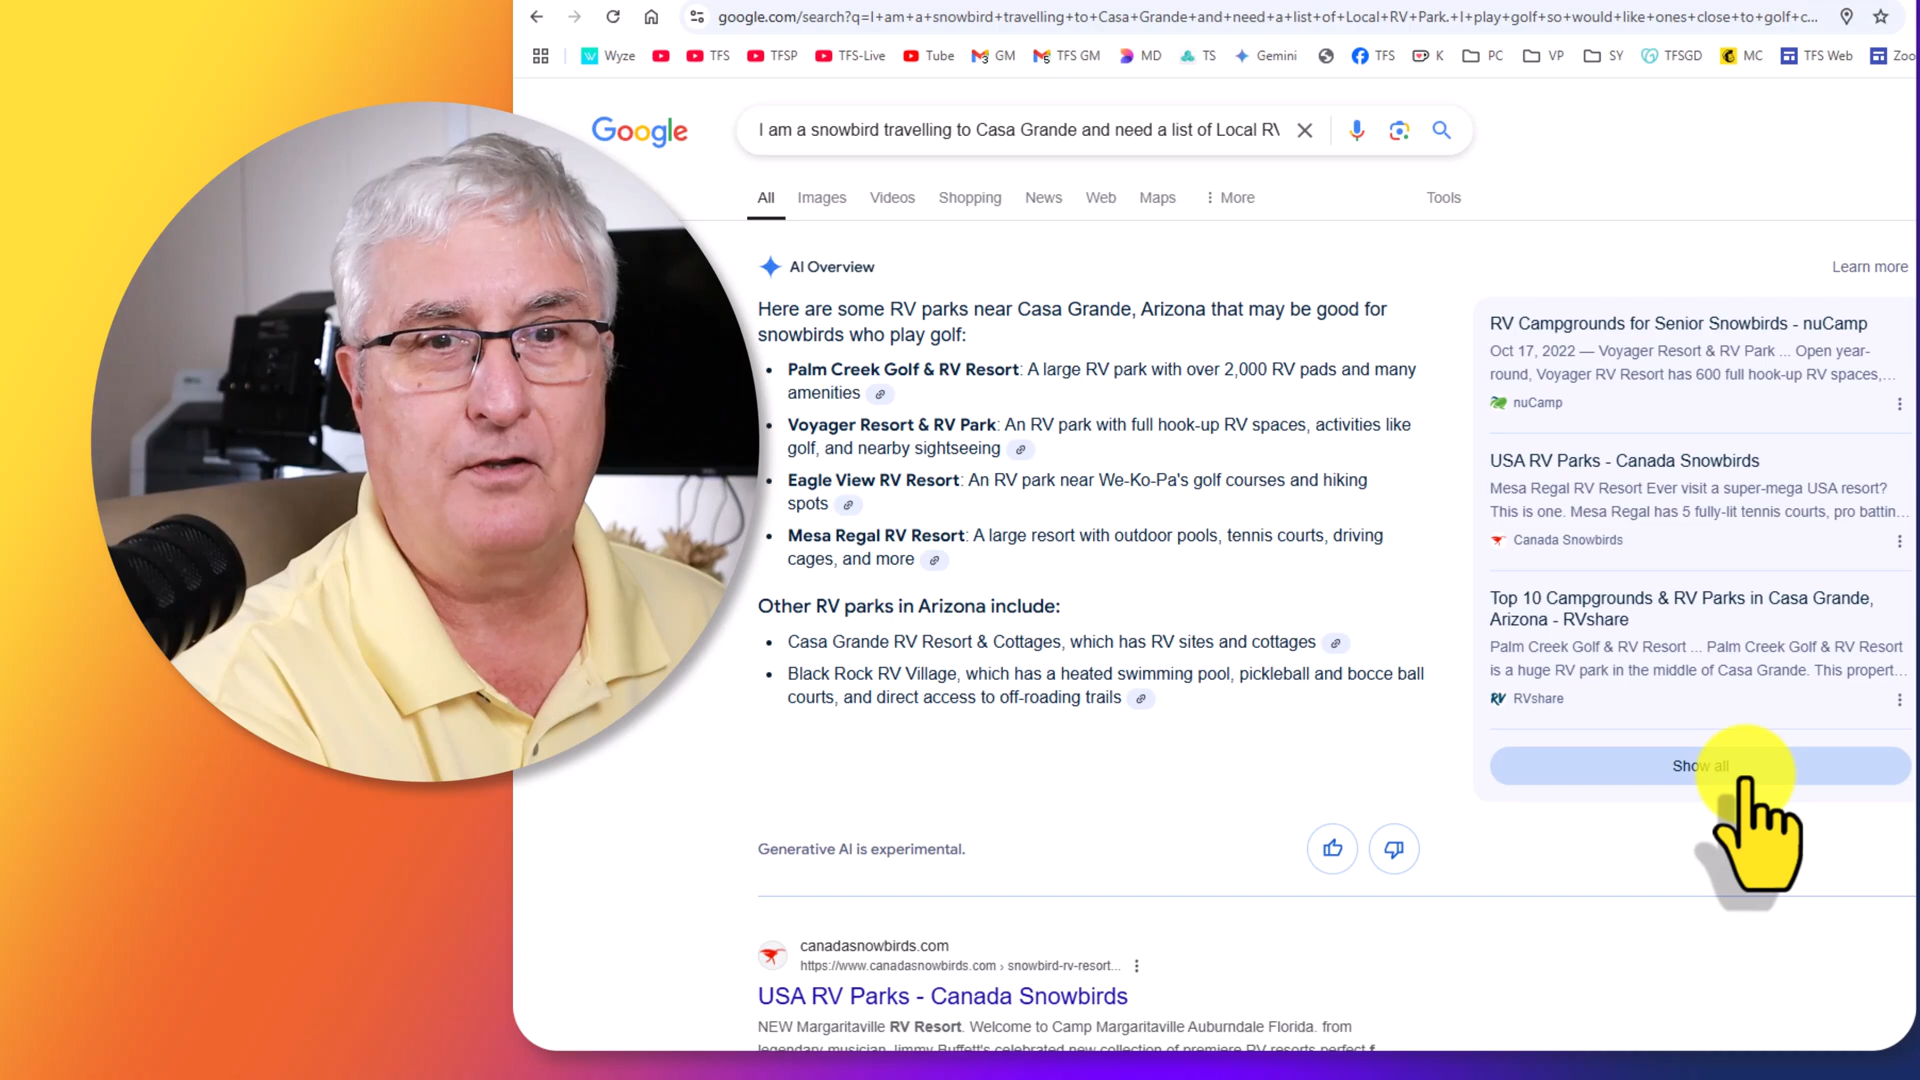 google.com/search?q=I+am+a+snowbird+travelling+to+Casa+Grande+and+need+a+list+of+Local+RV+Park.+I+play+golf+so+would+like+ones+close+to+golf+c...
Wyze TFS TFSP TFS-Live Tube GM TFS GM MD TS Gemini TFS K PC VP SY TFSGD MC TFS Web Zoo
Google
I am a snowbird travelling to Casa Grande and need a list of Local RV
All Images Videos Shopping News Web Maps More Tools
AI Overview
Learn more
Here are some RV parks near Casa Grande, Arizona that may be good for
snowbirds who play golf:
• Palm Creek Golf & RV Resort: A large RV park with over 2,000 RV pads and many
amenities
• Voyager Resort & RV Park: An RV park with full hook-up RV spaces, activities like
golf, and nearby sightseeing
• Eagle View RV Resort: An RV park near We-Ko-Pa's golf courses and hiking
spots
• Mesa Regal RV Resort: A large resort with outdoor pools, tennis courts, driving
cages, and more
Other RV parks in Arizona include:
• Casa Grande RV Resort & Cottages, which has RV sites and cottages
• Black Rock RV Village, which has a heated swimming pool, pickleball and bocce ball
courts, and direct access to off-roading trails
RV Campgrounds for Senior Snowbirds - nuCamp
Oct 17, 2022 — Voyager Resort & RV Park ... Open year-
round, Voyager RV Resort has 600 full hook-up RV spaces,...
nuCamp
USA RV Parks - Canada Snowbirds
Mesa Regal RV Resort Ever visit a super-mega USA resort?
This is one. Mesa Regal has 5 fully-lit tennis courts, pro battin...
Canada Snowbirds
Top 10 Campgrounds & RV Parks in Casa Grande,
Arizona - RVshare
Palm Creek Golf & RV Resort ... Palm Creek Golf & RV Resort
is a huge RV park in the middle of Casa Grande. This propert...
RV RVshare
Show all
Generative AI is experimental.
canadasnowbirds.com
https://www.canadasnowbirds.com › snowbird-rv-resort...
USA RV Parks - Canada Snowbirds
NEW Margaritaville RV Resort. Welcome to Camp Margaritaville Auburndale Florida. from
legendary musician Jimmy Buffett's celebrated new collection of premiere RV resorts perfect f